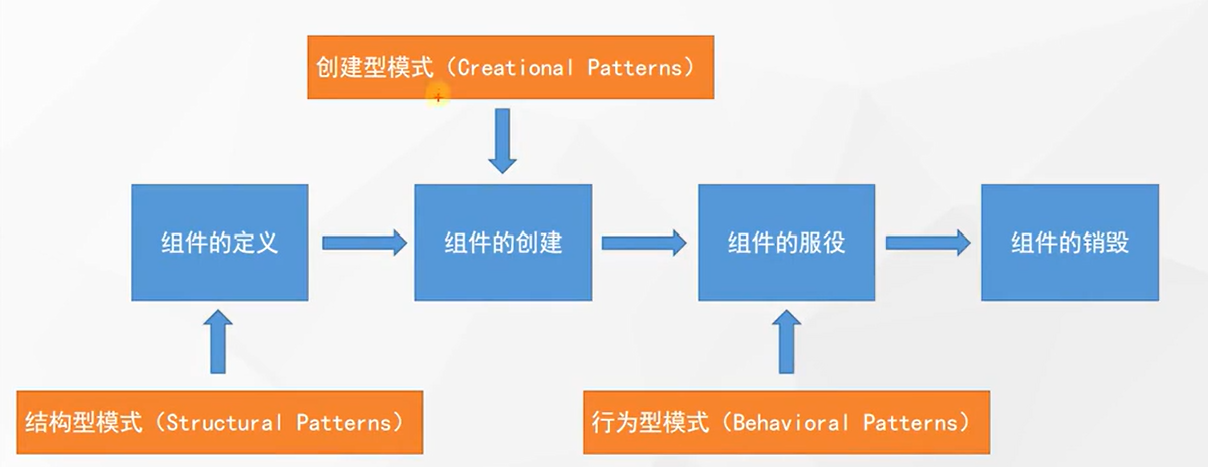 创建型模式（Creational Patterns）
组件的定义
组件的创建
组件的服役
组件的销毁
结构型模式（Structural Patterns）
行为型模式（Behavioral Patterns）